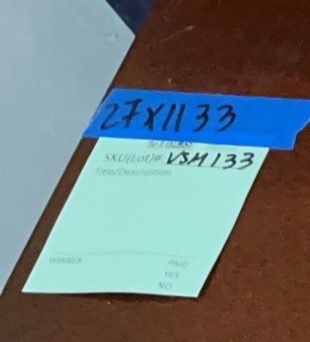 27X1133
SKU(Lot)#: VSM133
Title/Description
WINNER PAID
YES
NO